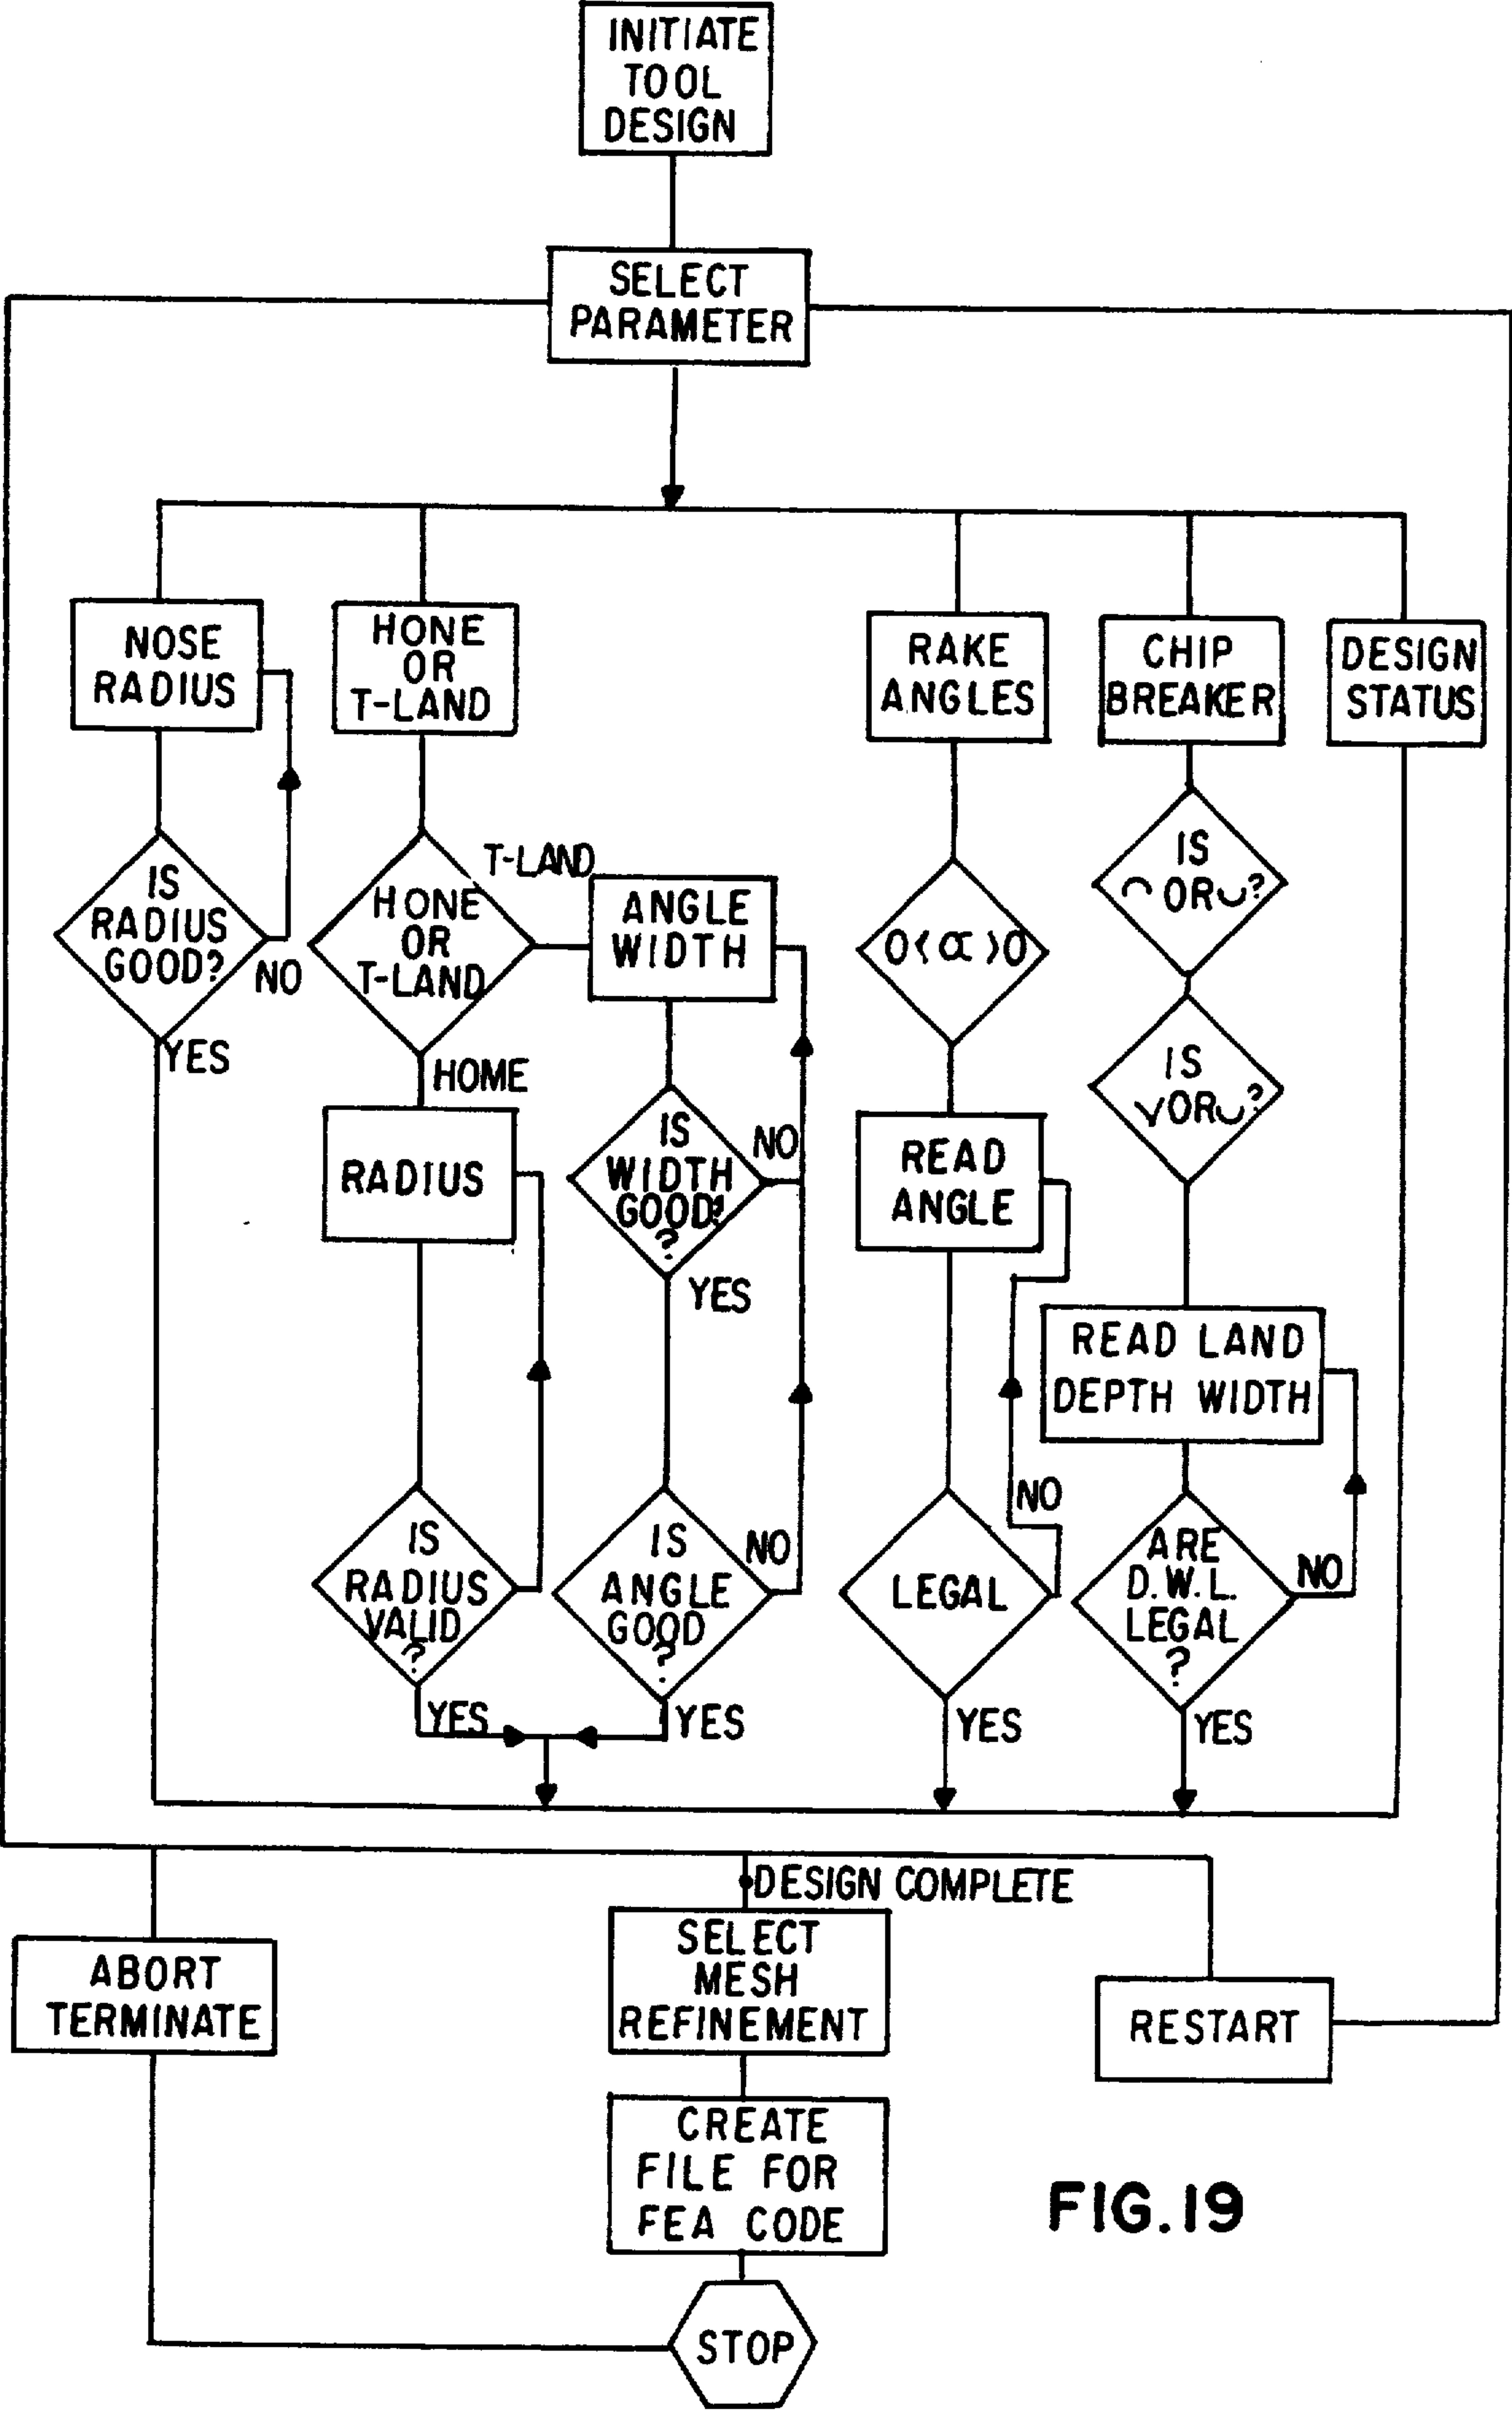 INITIATE
TOOL
DESIGN
SELECT
PARAMETER
NOSE
RADIUS
HONE
OR
T-LAND
RAKE
ANGLES
CHIP
BREAKER
DESIGN
STATUS
IS
RADIUS
GOOD?
NO
YES
HONE
OR
T-LAND
T-LAND
HOME
ANGLE
WIDTH
0<α>0
IS
⌒OR⌣?
IS
√OR⌣?
RADIUS
IS
WIDTH
GOOD?
?
NO
YES
READ
ANGLE
READ LAND
DEPTH WIDTH
IS
RADIUS
VALID
?
YES
IS
ANGLE
GOOD
?
NO
YES
LEGAL
NO
YES
ARE
D.W.L.
LEGAL
?
NO
YES
DESIGN COMPLETE
ABORT
TERMINATE
SELECT
MESH
REFINEMENT
RESTART
CREATE
FILE FOR
FEA CODE
STOP
FIG.19